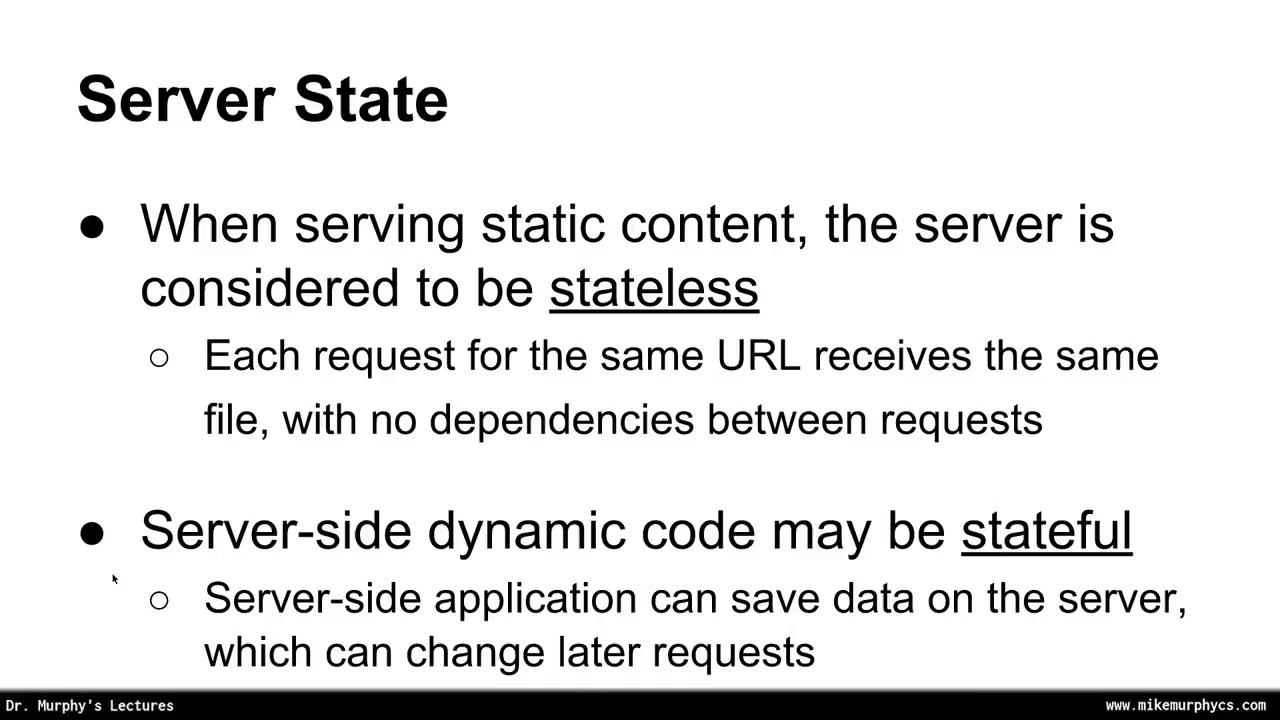 Server State
● When serving static content, the server is
considered to be stateless
○ Each request for the same URL receives the same
file, with no dependencies between requests
● Server-side dynamic code may be stateful
○ Server-side application can save data on the server,
which can change later requests
Dr. Murphy's Lectures
www.mikemurphycs.com